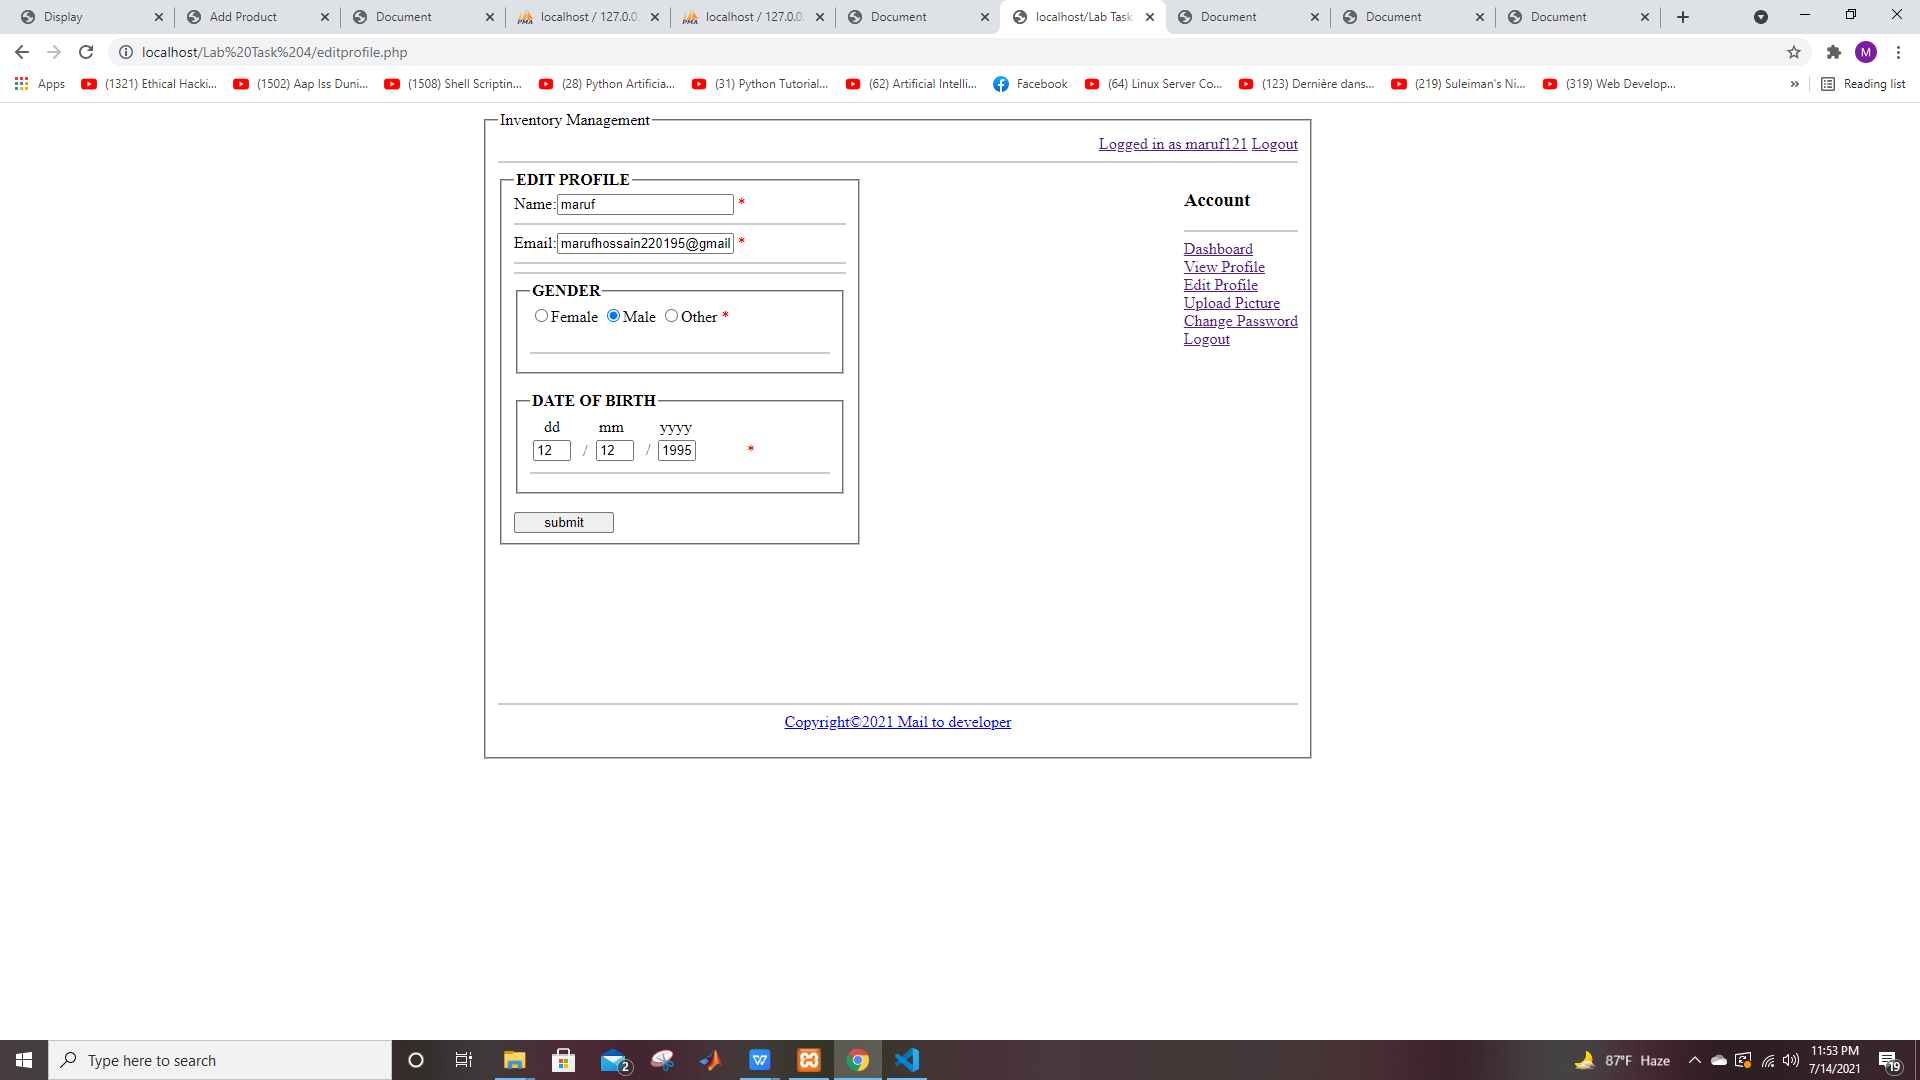 Display
Add Product
Document
localhost / 127.0.0.
localhost / 127.0.0.
Document
localhost/Lab Task
Document
Document
Document
localhost/Lab%20Task%204/editprofile.php
M
Apps
(1321) Ethical Hacki...
(1502) Aap Iss Duni...
(1508) Shell Scriptin...
(28) Python Artificia...
(31) Python Tutorial...
(62) Artificial Intelli...
Facebook
(64) Linux Server Co...
(123) Dernière dans...
(219) Suleiman's Ni...
(319) Web Develop...
»
Reading list
Inventory Management
Logged in as maruf121 Logout
EDIT PROFILE
Name: maruf *
Email: marufhossain220195@gmail *
GENDER
Female Male Other *
DATE OF BIRTH
dd mm yyyy
12 / 12 / 1995 *
submit
Account
Dashboard
View Profile
Edit Profile
Upload Picture
Change Password
Logout
Copyright©2021 Mail to developer
Type here to search
2
87°F Haze
11:53 PM
7/14/2021
19